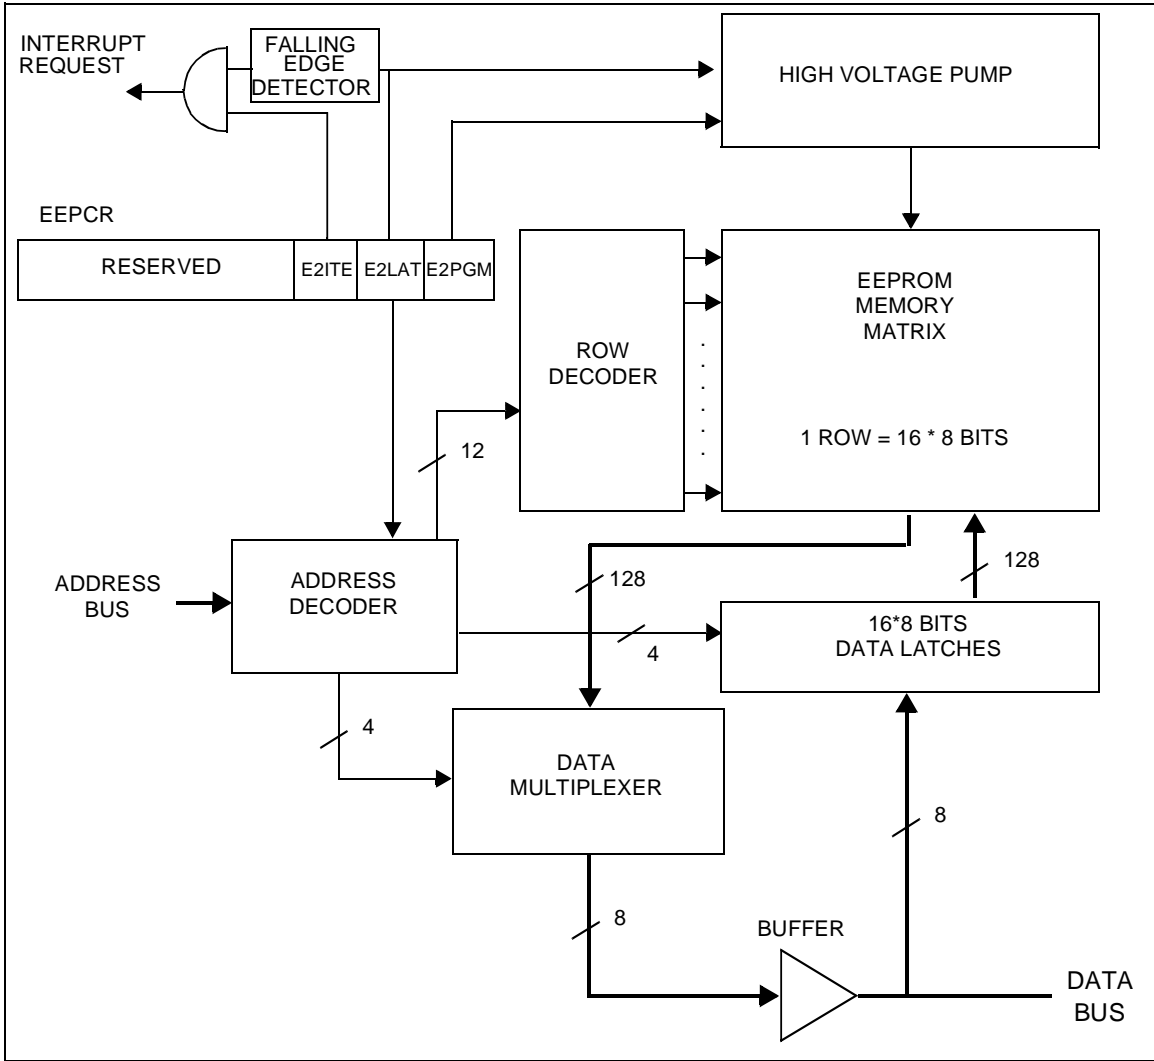 INTERRUPT
REQUEST
FALLING
EDGE
DETECTOR
HIGH VOLTAGE PUMP
EEPCR
RESERVED
E2ITE
E2LAT
E2PGM
ROW
DECODER
EEPROM
MEMORY
MATRIX
1 ROW = 16 * 8 BITS
12
ADDRESS
BUS
ADDRESS
DECODER
128
128
4
16*8 BITS
DATA LATCHES
4
DATA
MULTIPLEXER
8
8
BUFFER
DATA
BUS